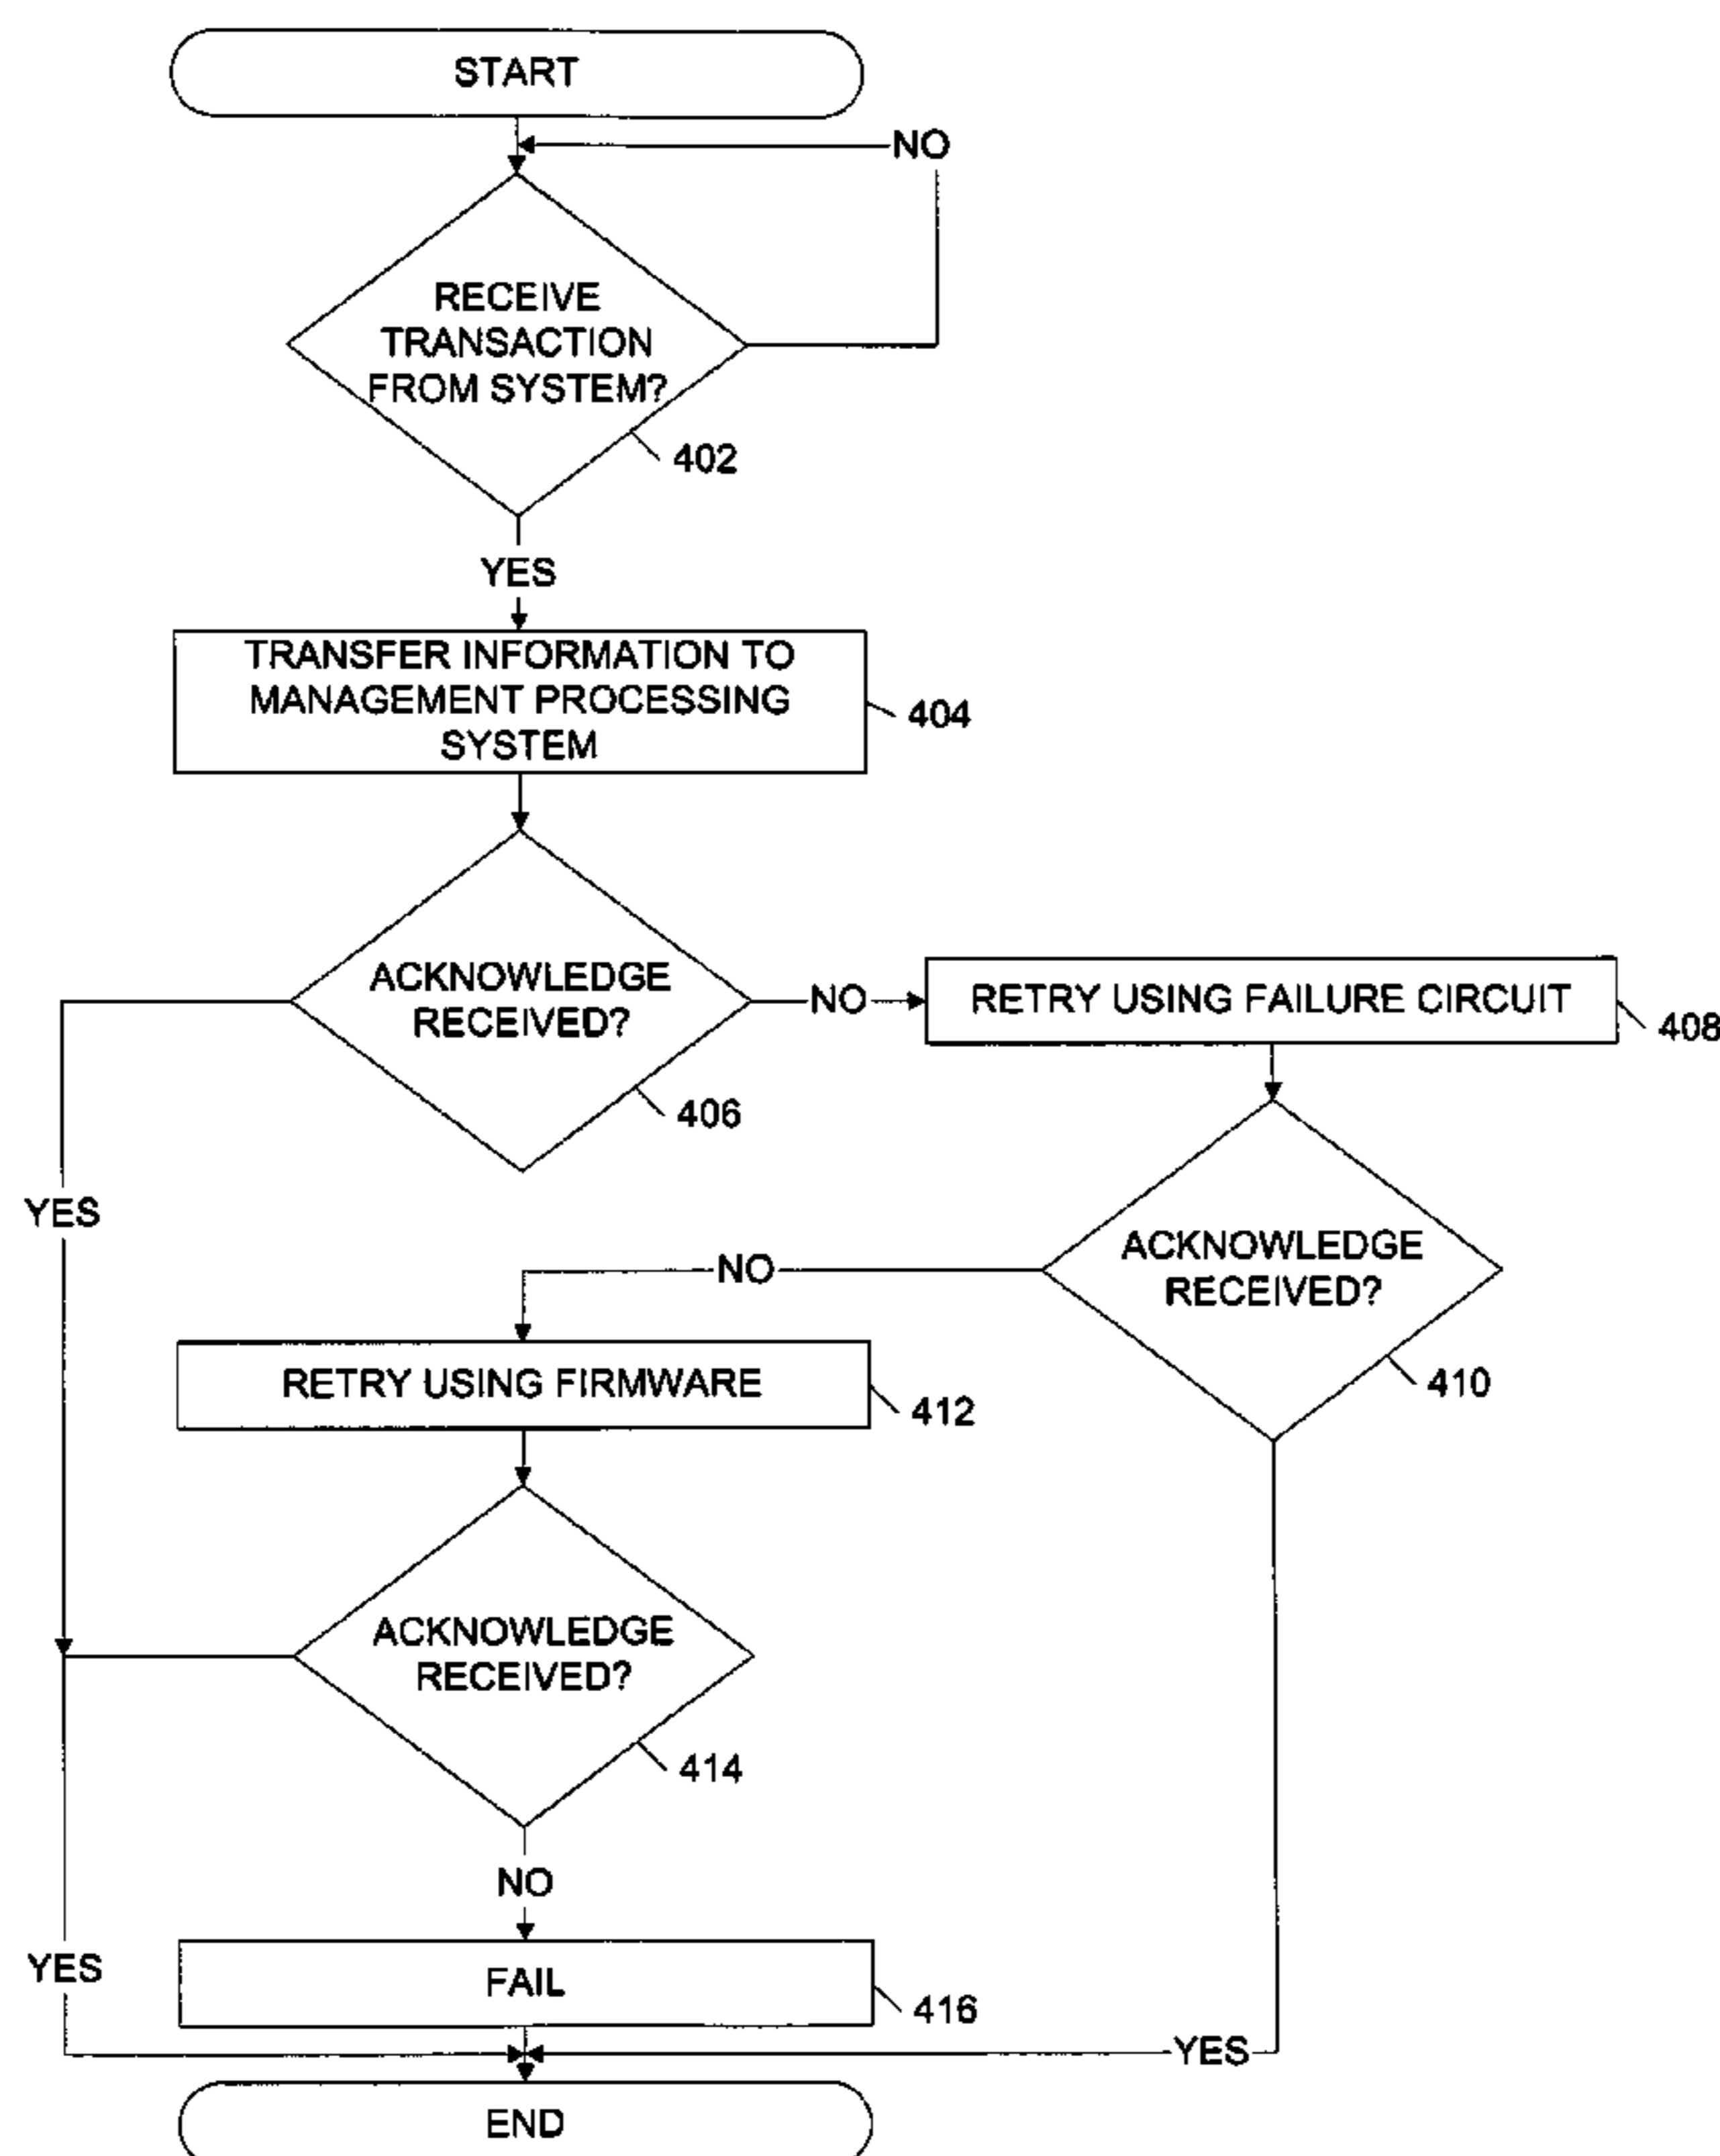 START
NO
RECEIVE
TRANSACTION
FROM SYSTEM?
402
YES
TRANSFER INFORMATION TO
MANAGEMENT PROCESSING
SYSTEM
404
ACKNOWLEDGE
RECEIVED?
406
NO
RETRY USING FAILURE CIRCUIT
408
YES
ACKNOWLEDGE
RECEIVED?
410
NO
RETRY USING FIRMWARE
412
ACKNOWLEDGE
RECEIVED?
414
NO
YES
FAIL
416
YES
END